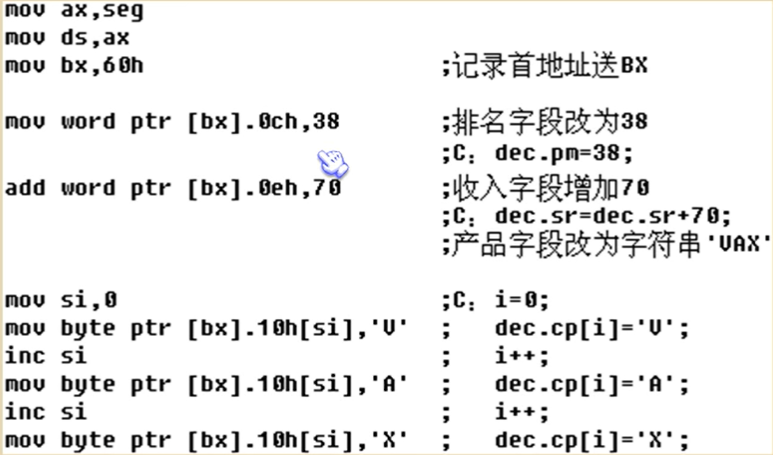 mov ax,seg
mov ds,ax
mov bx,60h ;记录首地址送BX
mov word ptr [bx].0ch,38 ;排名字段改为38
;C：dec.pm=38;
add word ptr [bx].0eh,70 ;收入字段增加70
;C：dec.sr=dec.sr+70;
;产品字段改为字符串'VAX'
mov si,0 ;C：i=0;
mov byte ptr [bx].10h[si],'V' ; dec.cp[i]='V';
inc si ; i++;
mov byte ptr [bx].10h[si],'A' ; dec.cp[i]='A';
inc si ; i++;
mov byte ptr [bx].10h[si],'X' ; dec.cp[i]='X';